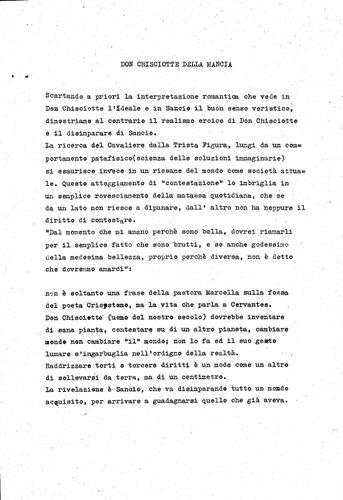 DON CHISCIOTTE DELLA MANCIA
Scartando a priori la interpretazione romantica che vede in
Don Chisciotte l'Ideale e in Sancio il buon senso veristico,
dimostriamo al contrario il realismo eroico di Don Chisciotte
e il disimparare di Sancio.
La ricerca del Cavaliere dalla Trista Figura, lungi da un com=
portamento patafisico(scienza delle soluzioni immaginarie)
si esaurisce invece in un riesame del mondo come società attua=
le. Questo atteggiamento di "contestazione" lo imbriglia in
un semplice rovesciamento della matassa quotidiana, che se
da un lato non riesce a dipanare, dall' altro non ha neppure il
diritto di contestare.
"Dal momento che mi amano perchè sono bella, dovrei riamarli
per il semplice fatto che sono brutti, e se anche godessimo
della medesima bellezza, proprio perchè diversa, non è detto
che dovremmo amarci":
non è soltanto una frase della pastora Marcella sulla fossa
del poeta Crisostomo, ma la vita che parla a Cervantes.
Don Chisciotte (uomo del nostro secolo) dovrebbe inventare
di sana pianta, contestare su di un altro pianeta, cambiare
mondo non cambiare "il" mondo; non lo fa ed il suo gesto
lunare s'ingarbuglia nell'ordigno della realtà.
Raddrizzare torti o torcere diritti è un modo come un altro
di sollevarsi da terra, ma di un centimetro.
La rivelazione è Sancio, che va disimparando tutto un mondo
acquisito, per arrivare a guadagnarsi quello che già aveva.